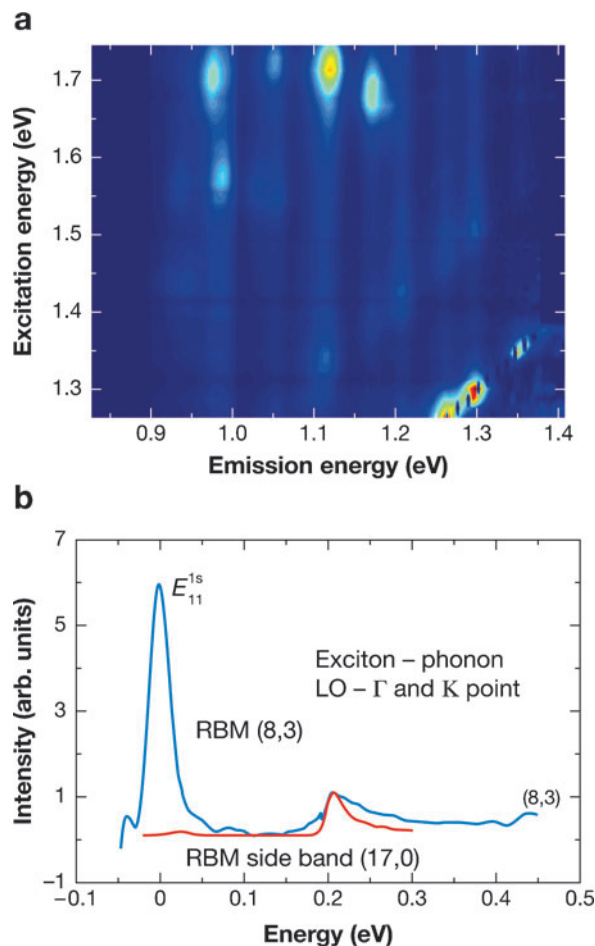 a
Excitation energy (eV)
1.7
1.6
1.5
1.4
1.3
0.9 1.0 1.1 1.2 1.3 1.4
Emission energy (eV)
b
Intensity (arb. units)
7
5
3
1
–1
E₁₁¹ˢ
Exciton – phonon
LO – Γ and K point
RBM (8,3)
(8,3)
RBM side band (17,0)
–0.1 0 0.1 0.2 0.3 0.4 0.5
Energy (eV)